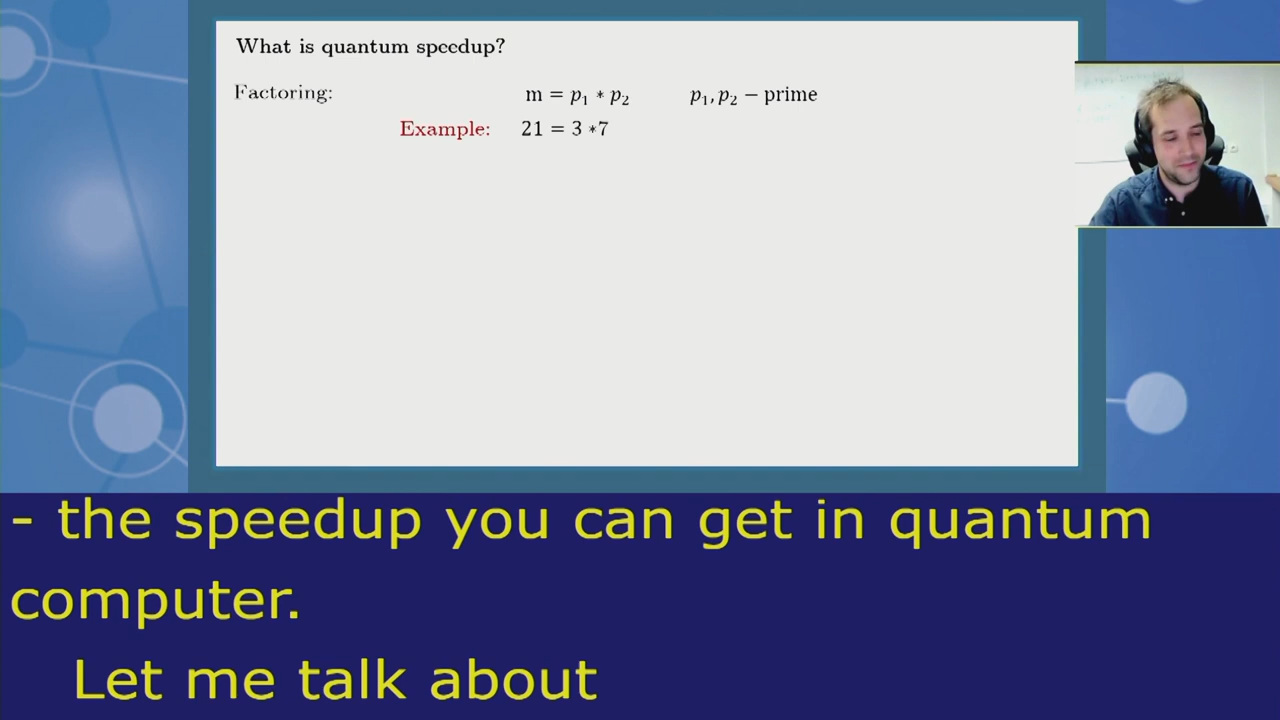 What is quantum speedup?
Factoring: m = p₁ * p₂ p₁, p₂ − prime
Example: 21 = 3 *7
- the speedup you can get in quantum
computer.
Let me talk about